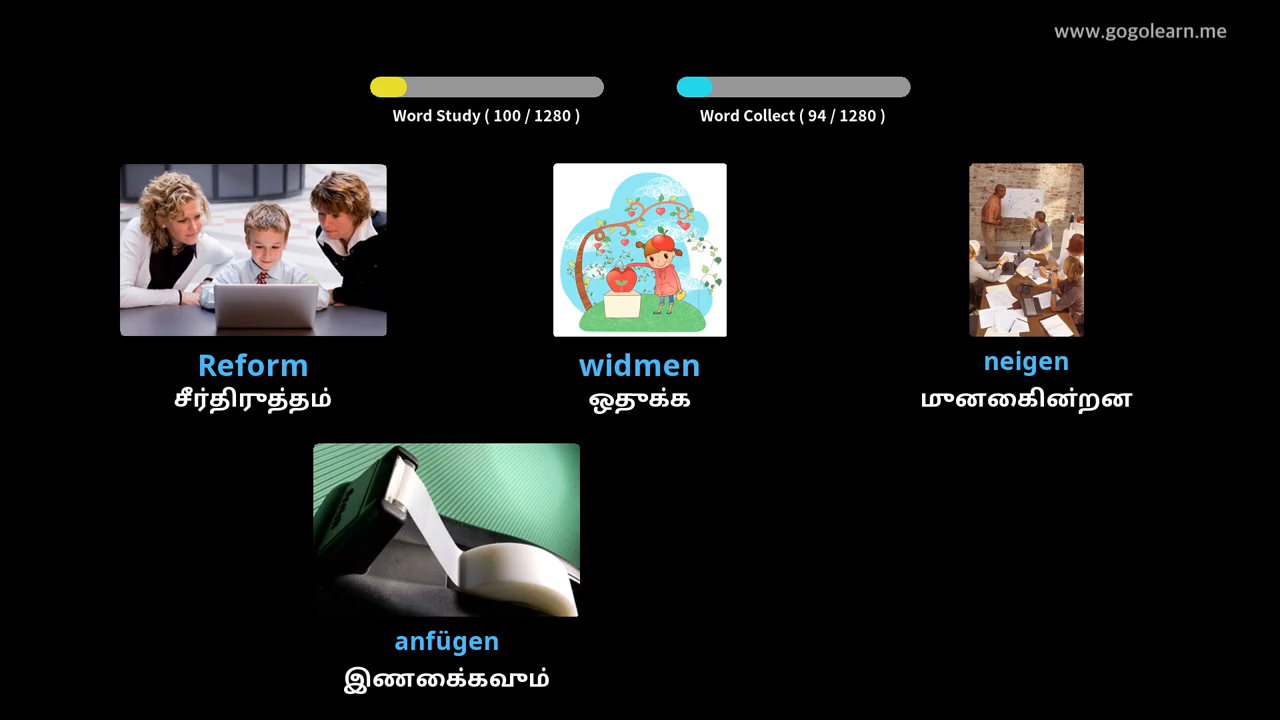 www.gogolearn.me
Word Study ( 100 / 1280 )
Word Collect ( 94 / 1280 )
Reform
சீர்திருத்தம்
widmen
ஒதுக்க
neigen
முனைகின்றன
anfügen
இணைக்கவும்